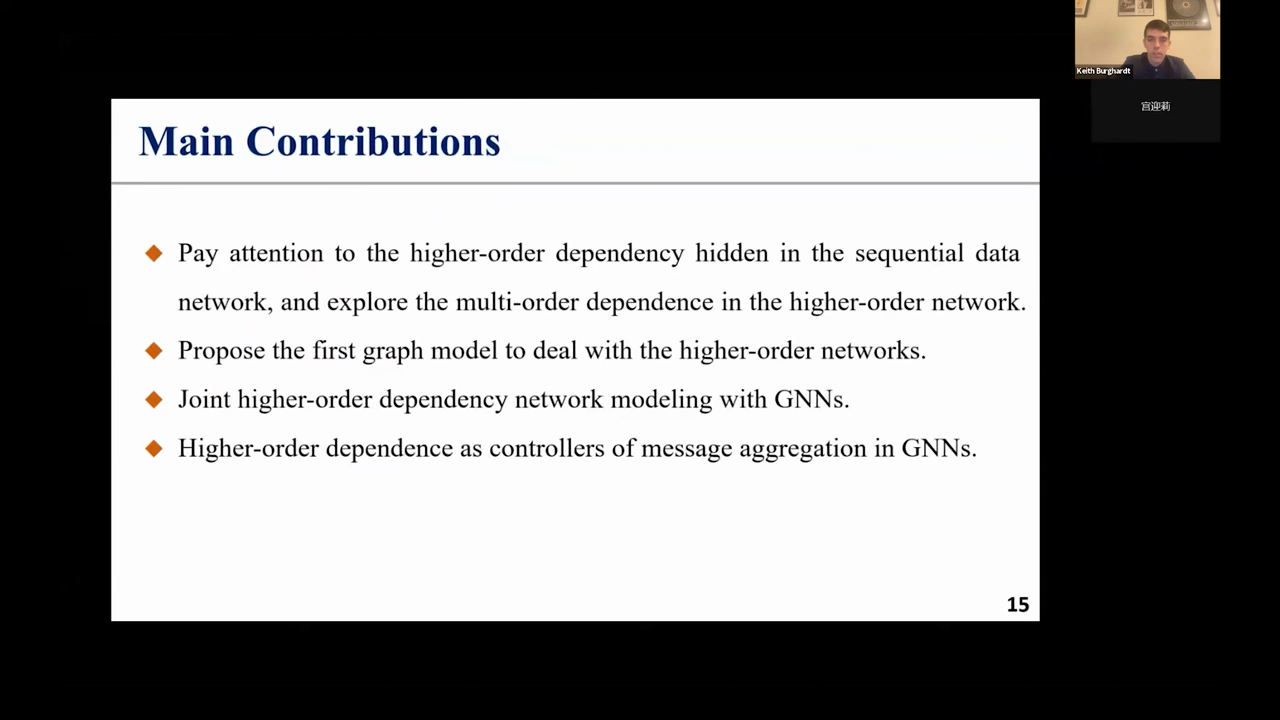 Keith Burghardt
宫迎莉
Main Contributions
Pay attention to the higher-order dependency hidden in the sequential data
network, and explore the multi-order dependence in the higher-order network.
Propose the first graph model to deal with the higher-order networks.
Joint higher-order dependency network modeling with GNNs.
Higher-order dependence as controllers of message aggregation in GNNs.
15